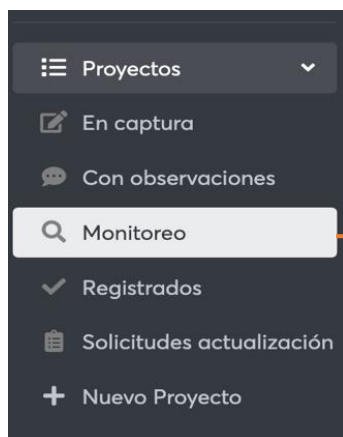 Proyectos
En captura
Con observaciones
Monitoreo
Registrados
Solicitudes actualización
Nuevo Proyecto